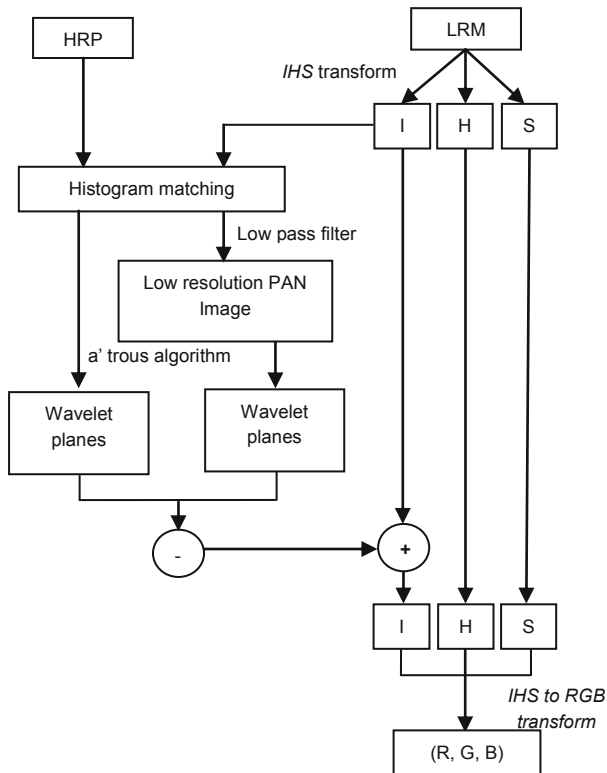 HRP
LRM
IHS transform
I
H
S
Histogram matching
Low pass filter
Low resolution PAN
Image
a' trous algorithm
Wavelet
planes
Wavelet
planes
-
+
I
H
S
IHS to RGB
transform
(R, G, B)